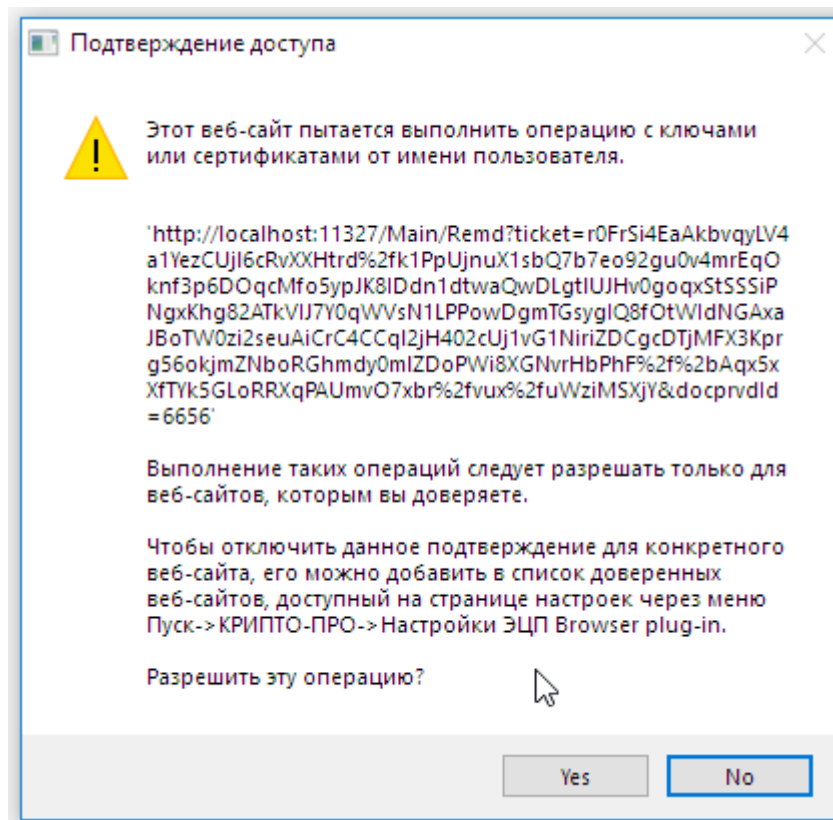 Подтверждение доступа
Этот веб-сайт пытается выполнить операцию с ключами
или сертификатами от имени пользователя.
'http://localhost:11327/Main/Remd?ticket=r0FrSi4EaAkbvqyLV4
a1YezCUjI6cRvXXHtrd%2fk1PpUjnuX1sbQ7b7eo92gu0v4mrEqO
knf3p6DOqcMfo5ypJK8IDdn1dtwaQwDLgtIUJHv0goqxStSSSiP
NgxKhg82ATkVIJ7Y0qWVsN1LPPowDgmTGsyglQ8fOtWIdNGAxa
JBoTW0zi2seuAiCrC4CCqI2jH402cUj1vG1NiriZDCgcDTjMFX3Kpr
g56okjmZNboRGhmdy0mIZDoPWi8XGNvrHbPhF%2f%2bAqx5x
XfTYk5GLoRRXqPAUmvO7xbr%2fvux%2fuWziMSXjY&docprvdId
=6656'
Выполнение таких операций следует разрешать только для
веб-сайтов, которым вы доверяете.
Чтобы отключить данное подтверждение для конкретного
веб-сайта, его можно добавить в список доверенных
веб-сайтов, доступный на странице настроек через меню
Пуск->КРИПТО-ПРО->Настройки ЭЦП Browser plug-in.
Разрешить эту операцию?
Yes
No